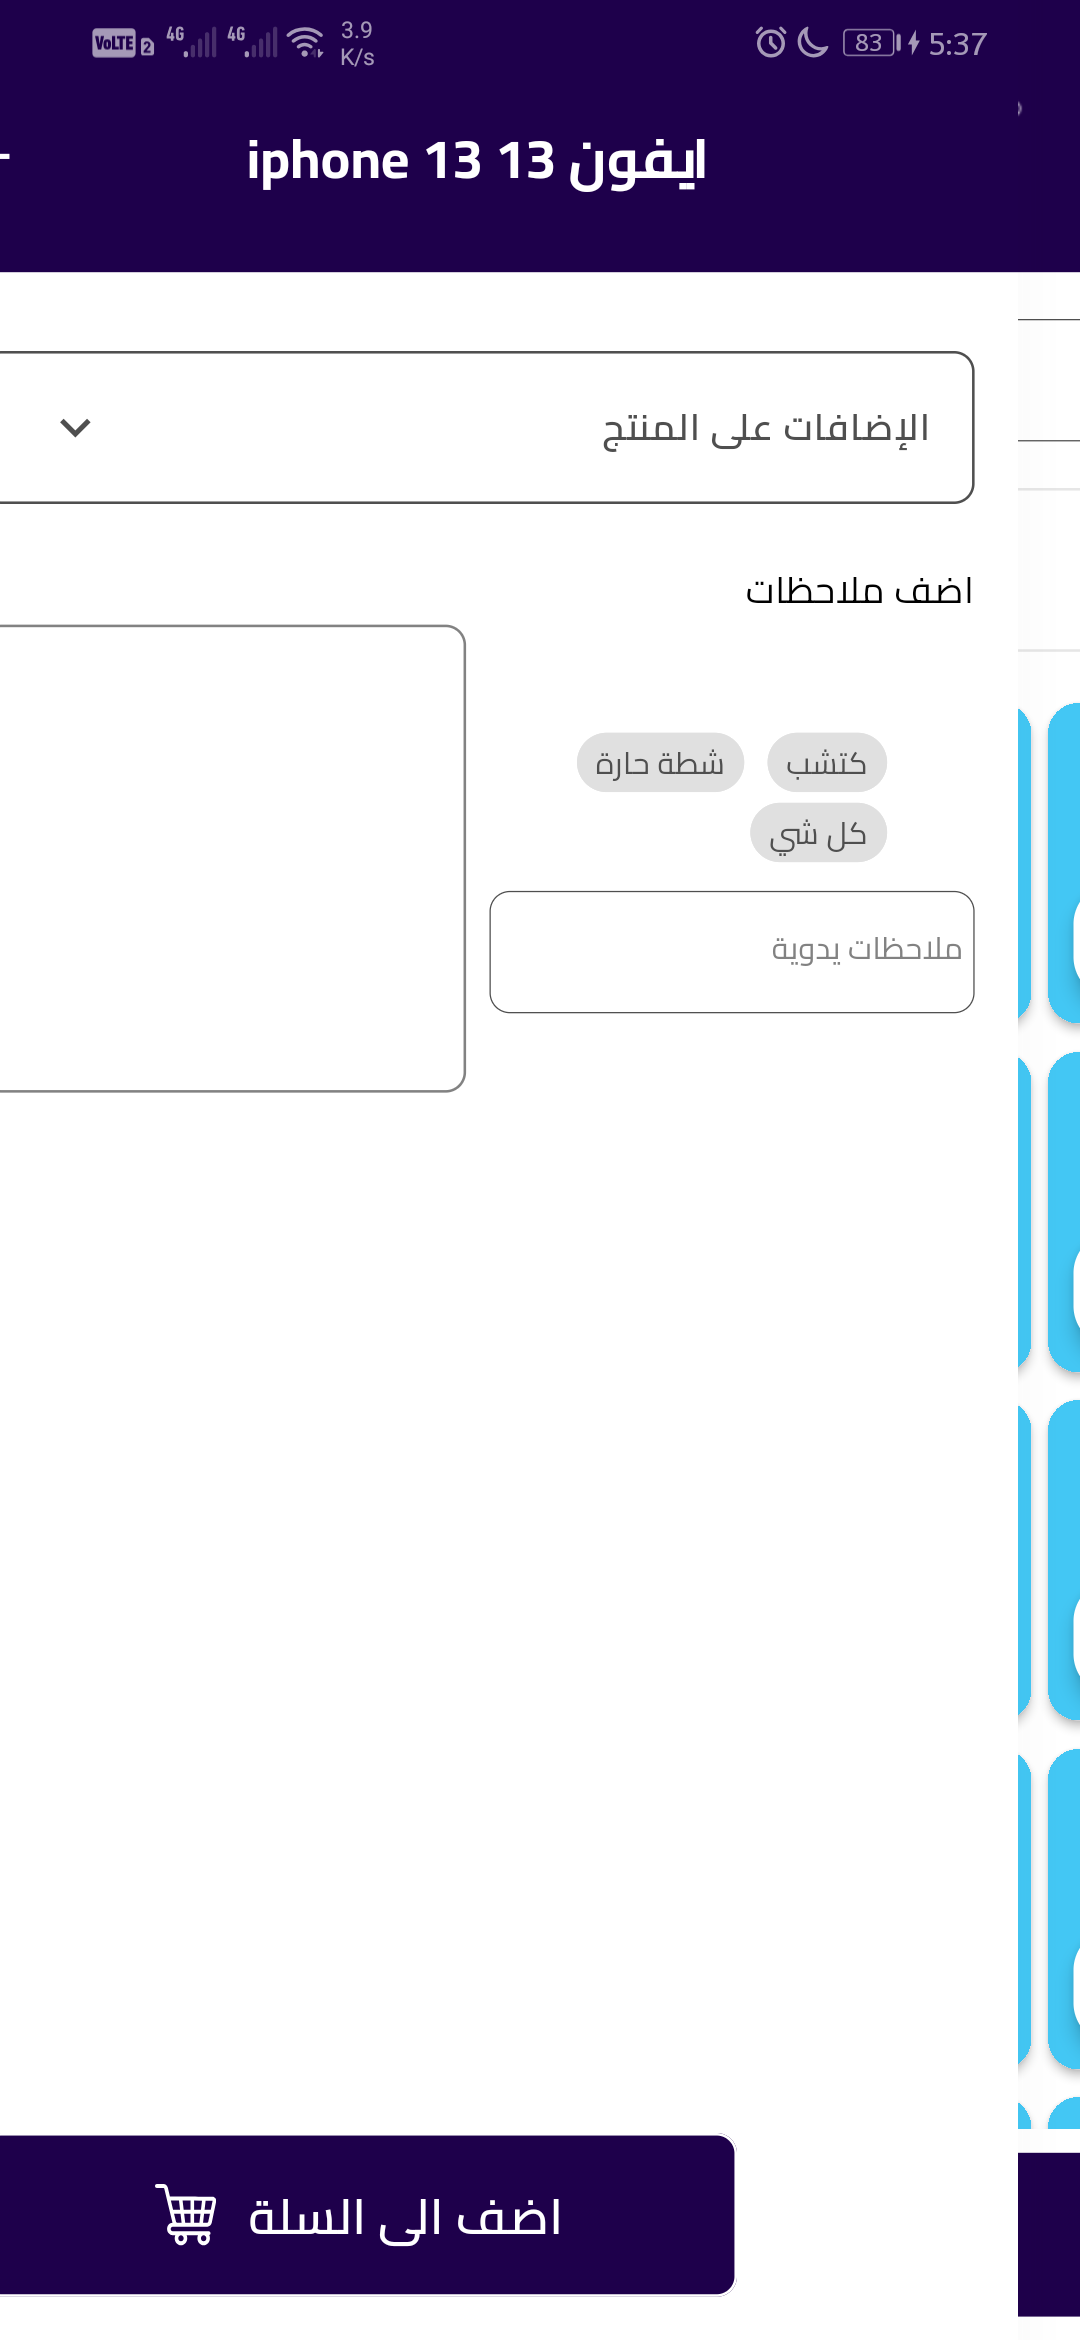 VoLTE 2 4G 4G 3.9 K/s 83 5:37
ايفون 13 iphone 13
الإضافات على المنتج
اضف ملاحظات
كتشب شطة حارة
كل شي
ملاحظات يدوية
اضف الى السلة